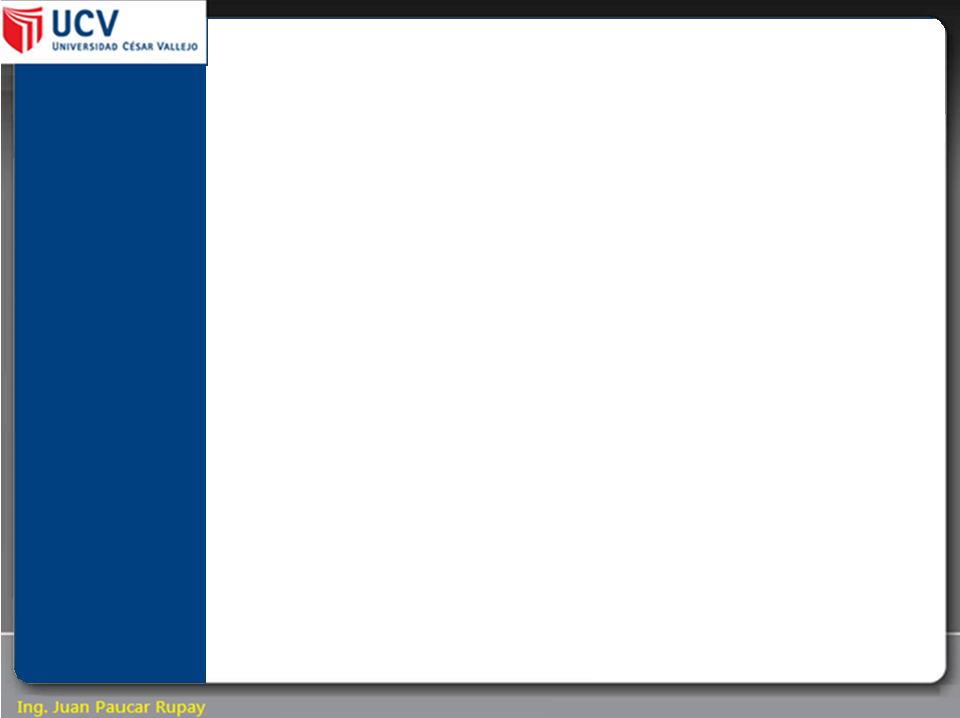 UCV
UNIVERSIDAD CÉSAR VALLEJO
Ing. Juan Paucar Rupay